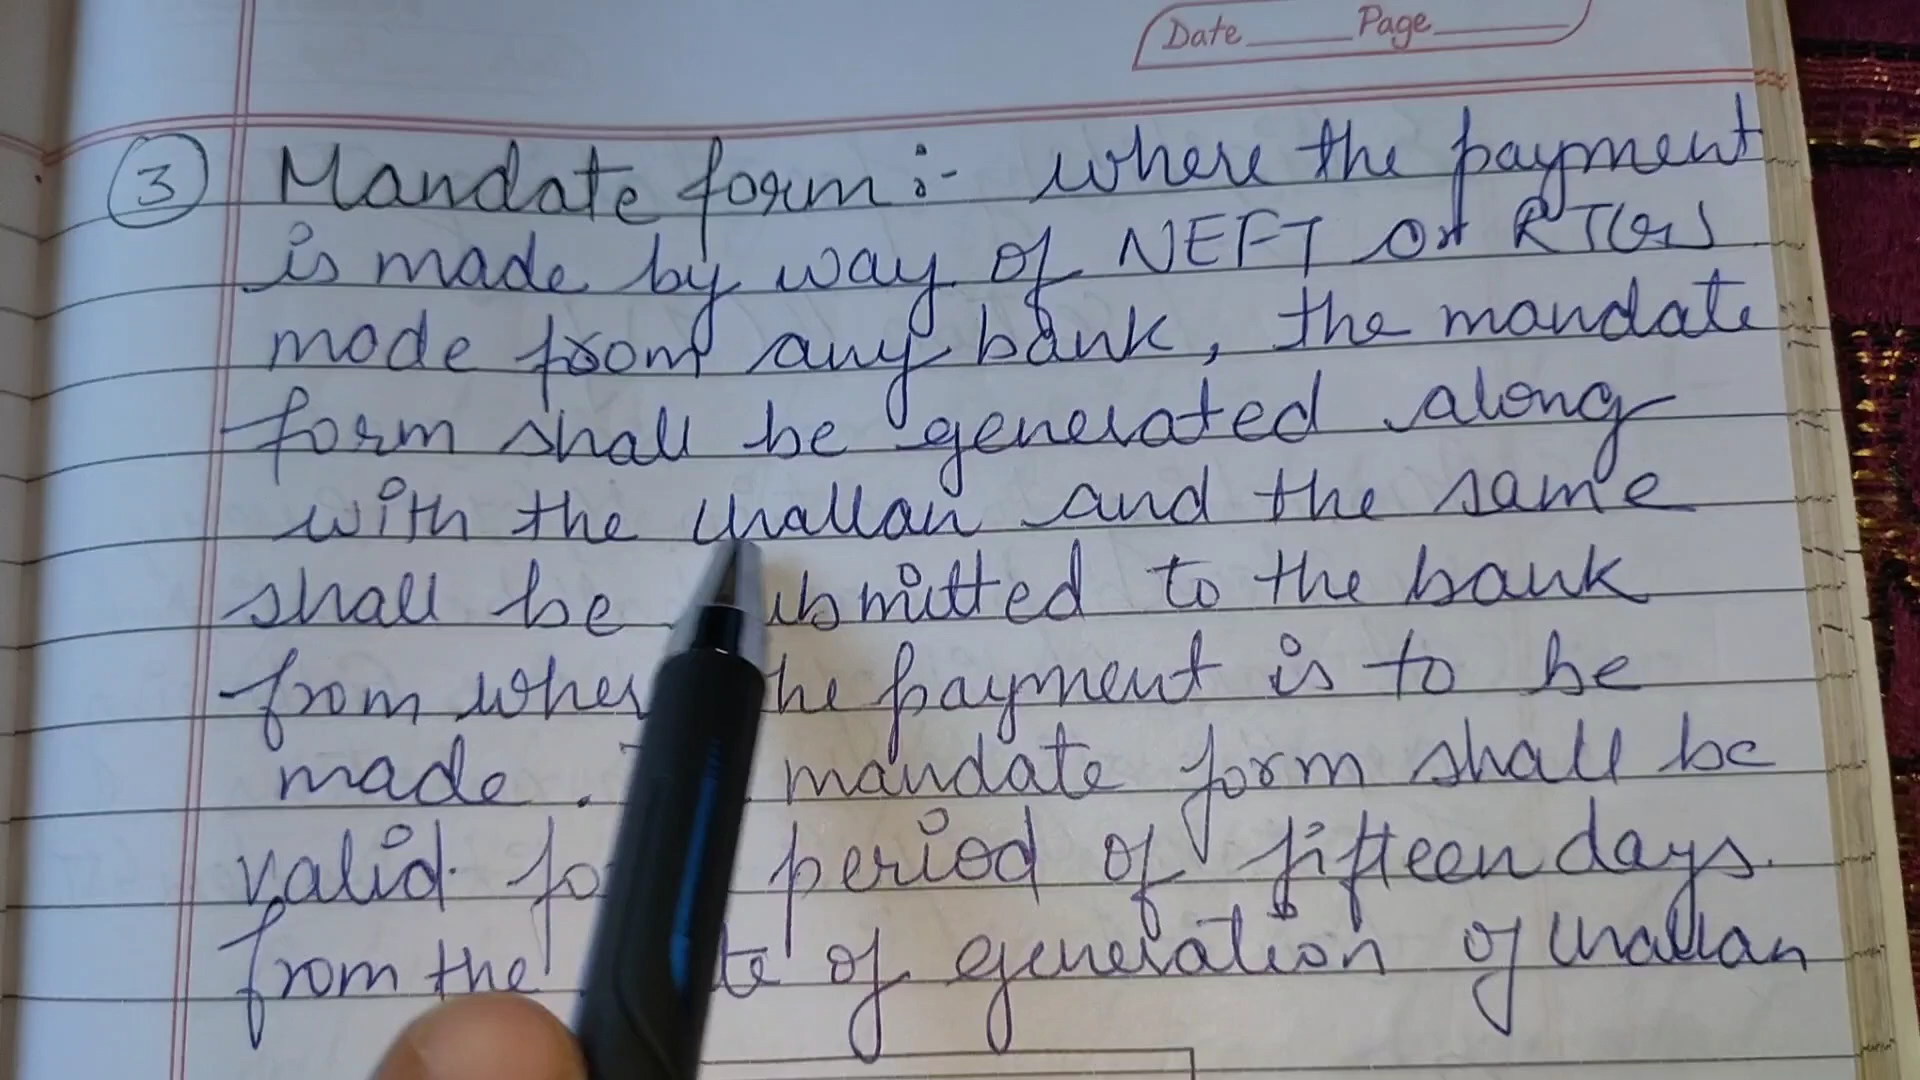 Date Page
3 Mandate form :- where the payment
is made by way of NEFT or RTGS
mode from any bank, the mandate
form shall be generated along
with the challan and the same
shall be submitted to the bank
from where the payment is to be
made. mandate form shall be
valid for period of fifteen days.
from the date of generation of challan